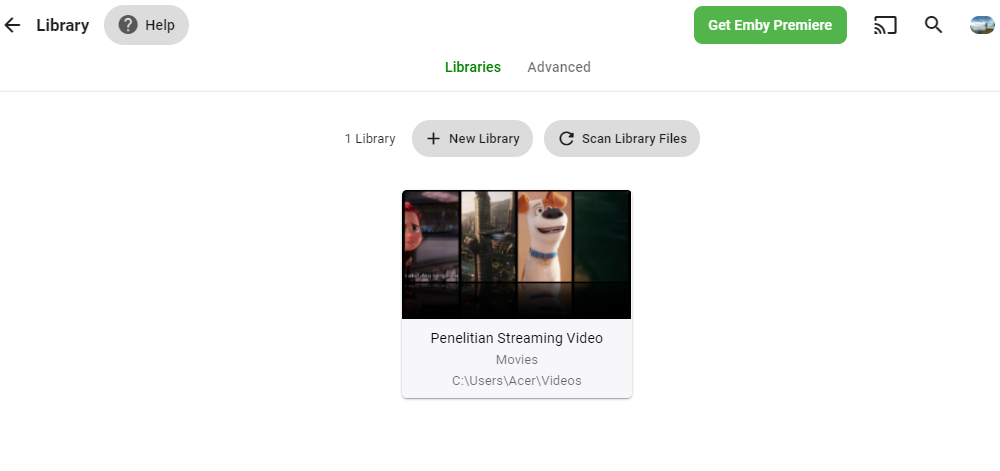 Library
Help
Get Emby Premiere
Libraries
Advanced
1 Library
New Library
Scan Library Files
Penelitian Streaming Video
Movies
C:\Users\Acer\Videos